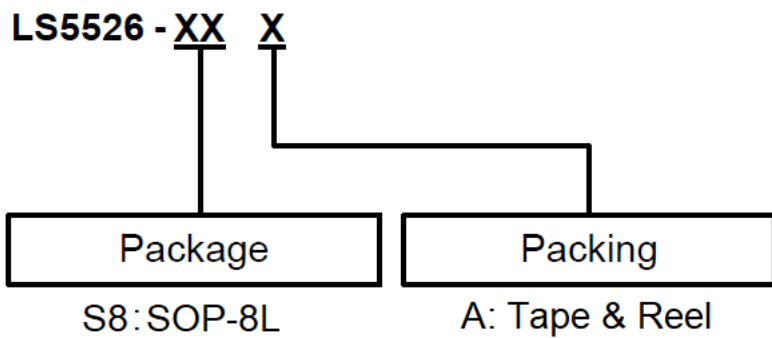 LS5526 - XX X
Package
Packing
S8:SOP-8L
A: Tape & Reel